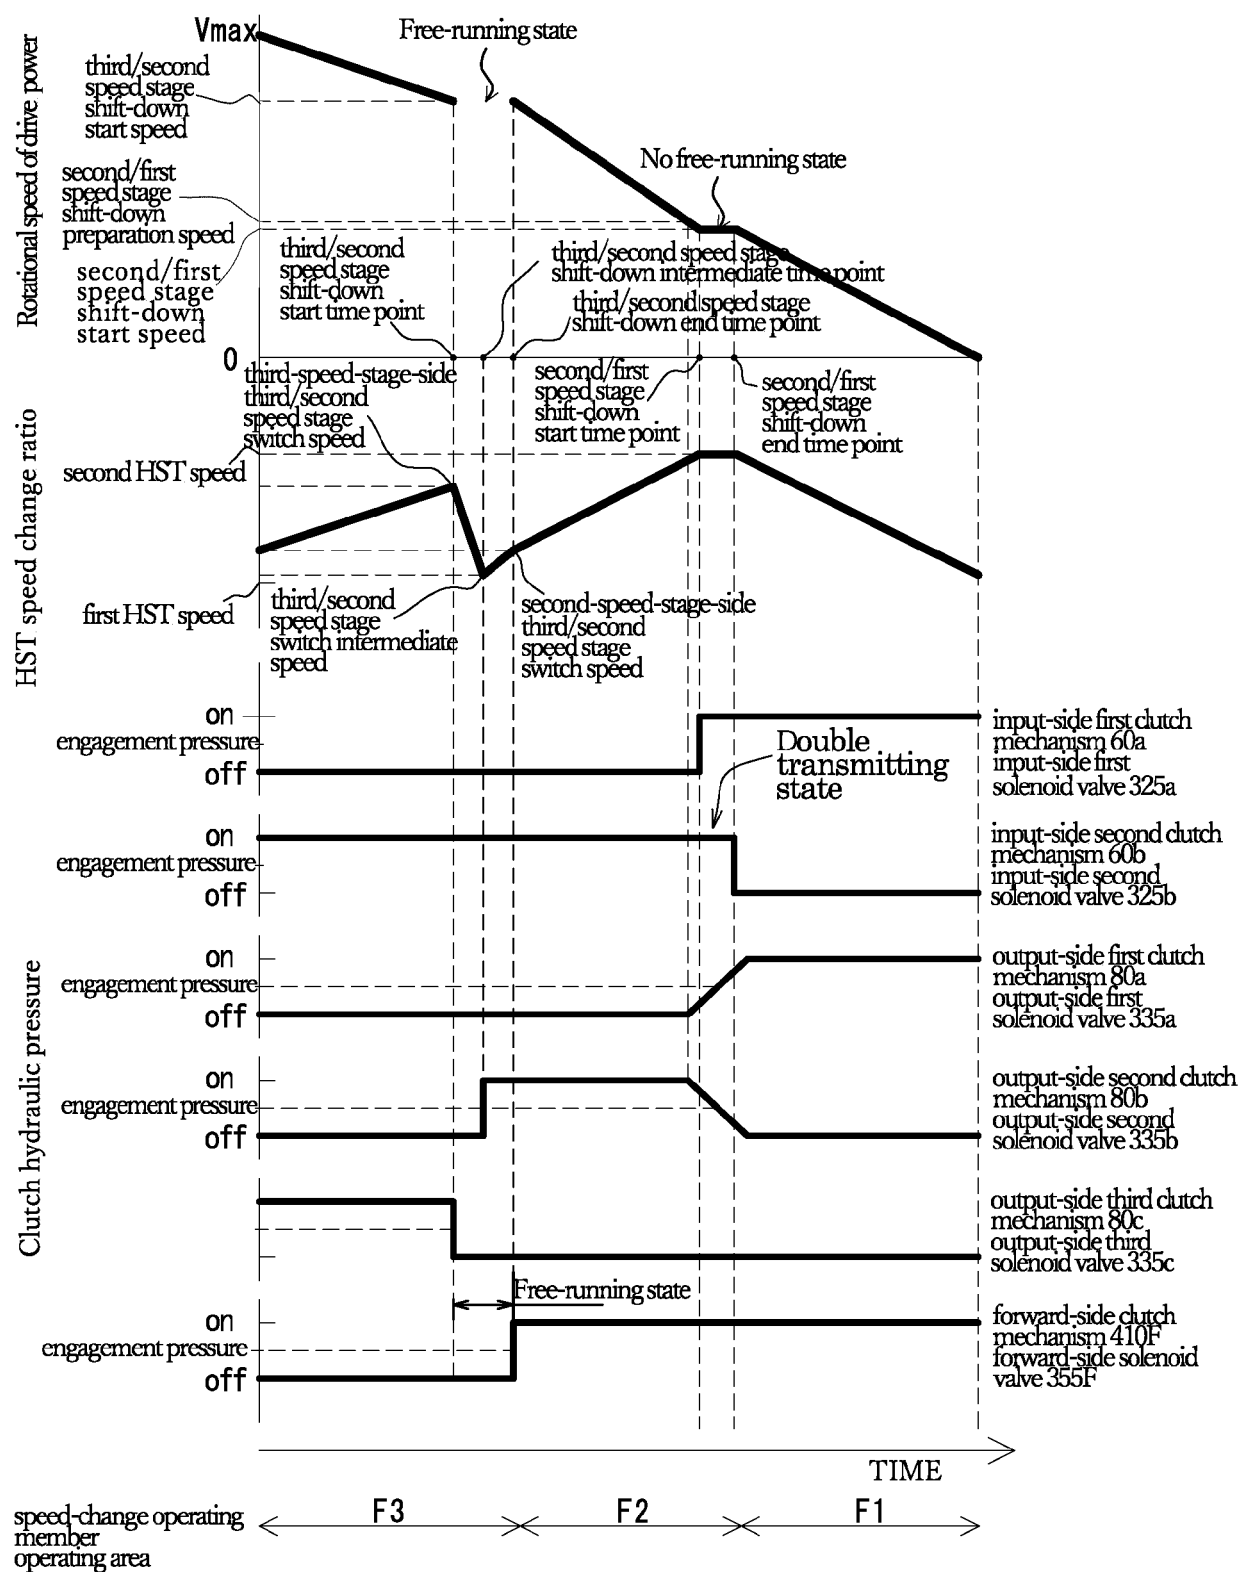 Rotational speed of drive power
Vmax
Free-running state
third/second
speed stage
shift-down
start speed
No free-running state
second/first
speed stage
shift-down
preparation speed
second/first
speed stage
shift-down
start speed
third/second
speed stage
shift-down
start time point
third/second speed stage
shift-down intermediate time point
third/second speed stage
shift-down end time point
0
HST speed change ratio
third-speed-stage-side
third/second
speed stage
switch speed
second HST speed
second/first
speed stage
shift-down
start time point
second/first
speed stage
shift-down
end time point
first HST speed
third/second
speed stage
switch intermediate
speed
second-speed-stage-side
third/second
speed stage
switch speed
Clutch hydraulic pressure
on
engagement pressure
off
input-side first clutch
mechanism 60a
input-side first
solenoid valve 325a
Double
transmitting
state
on
engagement pressure
off
input-side second clutch
mechanism 60b
input-side second
solenoid valve 325b
on
engagement pressure
off
output-side first clutch
mechanism 80a
output-side first
solenoid valve 335a
on
engagement pressure
off
output-side second clutch
mechanism 80b
output-side second
solenoid valve 335b
output-side third clutch
mechanism 80c
output-side third
solenoid valve 335c
Free-running state
on
engagement pressure
off
forward-side clutch
mechanism 410F
forward-side solenoid
valve 355F
TIME
speed-change operating
member
operating area
F3
F2
F1